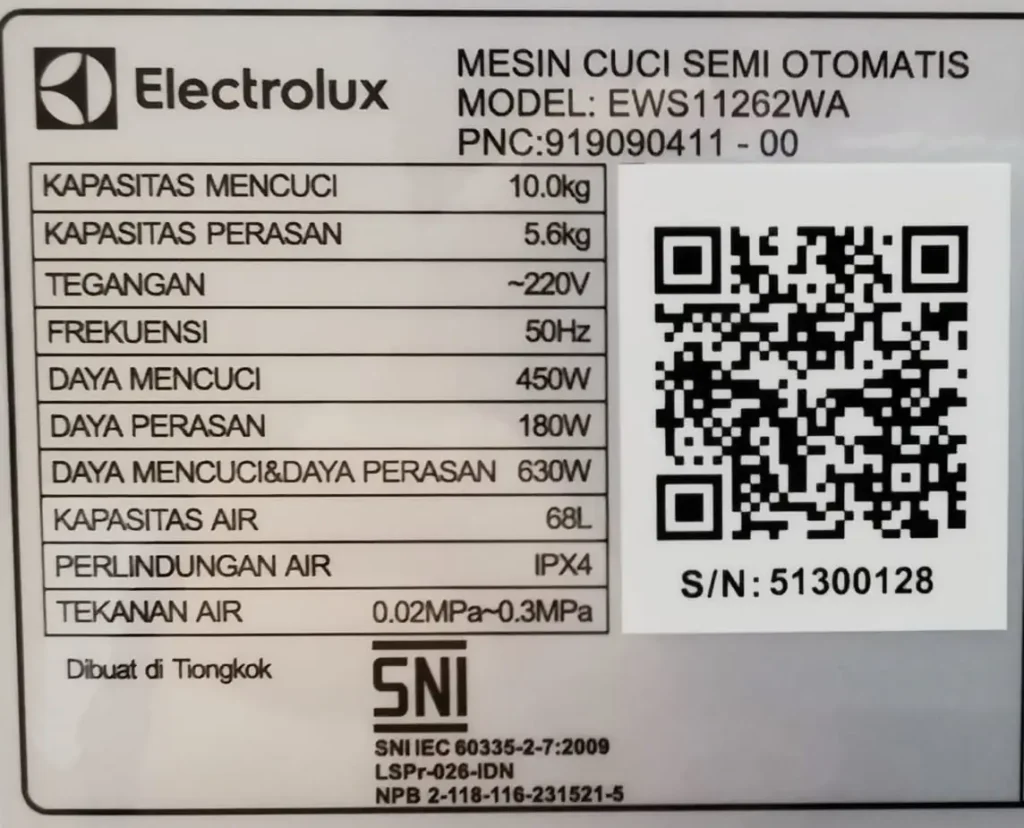 Electrolux
MESIN CUCI SEMI OTOMATIS
MODEL: EWS11262WA
PNC:919090411 - 00
KAPASITAS MENCUCI 10.0kg
KAPASITAS PERASAN 5.6kg
TEGANGAN ~220V
FREKUENSI 50Hz
DAYA MENCUCI 450W
DAYA PERASAN 180W
DAYA MENCUCI&DAYA PERASAN 630W
KAPASITAS AIR 68L
PERLINDUNGAN AIR IPX4
TEKANAN AIR 0.02MPa~0.3MPa
S/N: 51300128
Dibuat di Tiongkok
SNI
SNI IEC 60335-2-7:2009
LSPr-026-IDN
NPB 2-118-116-231521-5